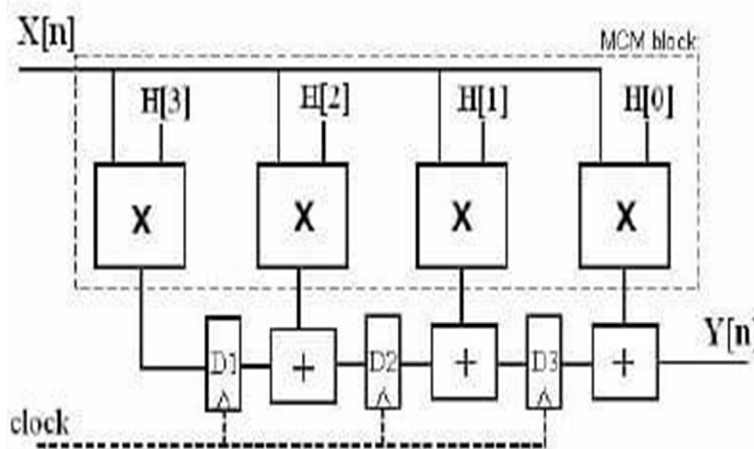 X[n]
MCM block
H[3] H[2] H[1] H[0]
X X X X
D1 + D2 + D3 +
Y[n]
clock